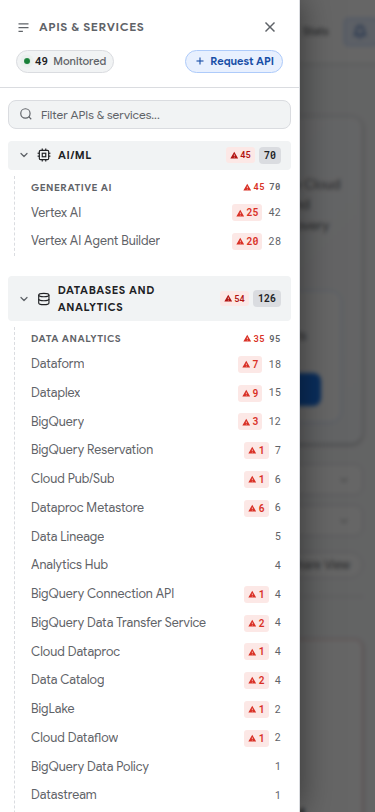 APIS & SERVICES
49 Monitored
Request API
Filter APIs & services...
AI/ML 45 70
GENERATIVE AI 45 70
Vertex AI 25 42
Vertex AI Agent Builder 20 28
DATABASES AND
ANALYTICS 54 126
DATA ANALYTICS 35 95
Dataform 7 18
Dataplex 9 15
BigQuery 3 12
BigQuery Reservation 1 7
Cloud Pub/Sub 1 6
Dataproc Metastore 6 6
Data Lineage 5
Analytics Hub 4
BigQuery Connection API 1 4
BigQuery Data Transfer Service 2 4
Cloud Dataproc 1 4
Data Catalog 2 4
BigLake 1 2
Cloud Dataflow 1 2
BigQuery Data Policy 1
Datastream 1
Cloud
View